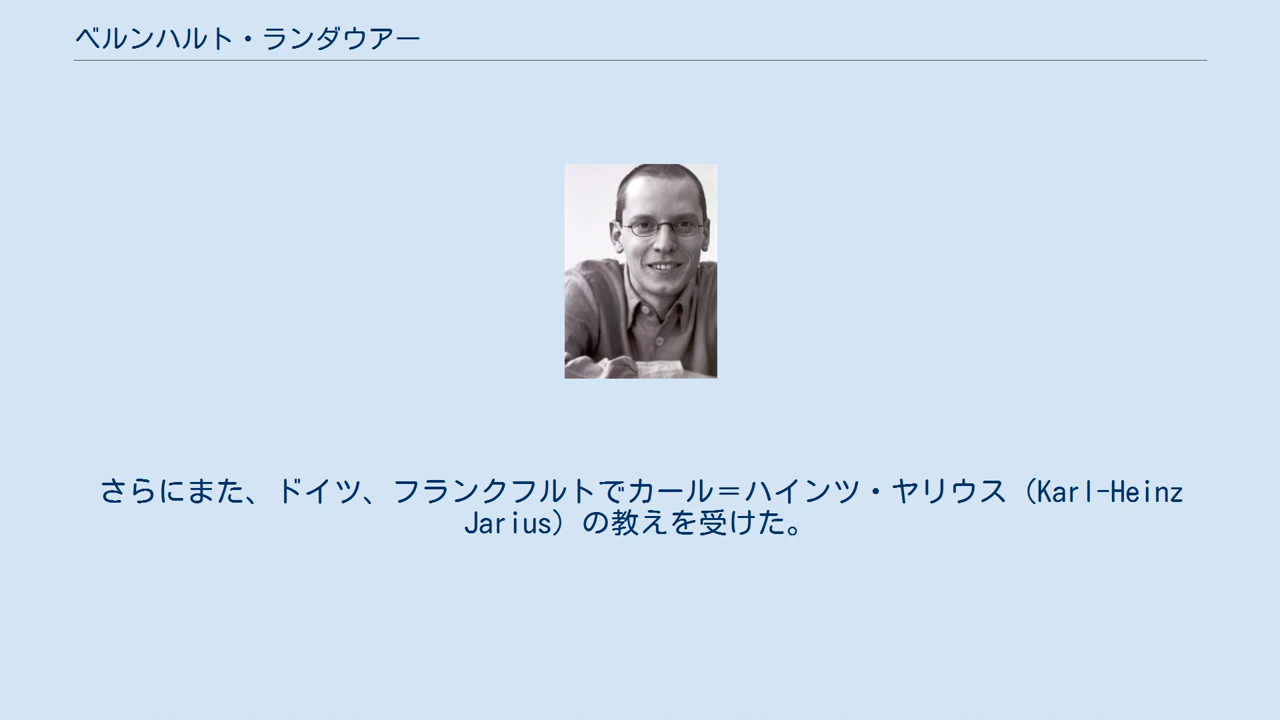 ベルンハルト・ランダウアー
さらにまた、ドイツ、フランクフルトでカール＝ハインツ・ヤリウス（Karl-Heinz
Jarius）の教えを受けた。